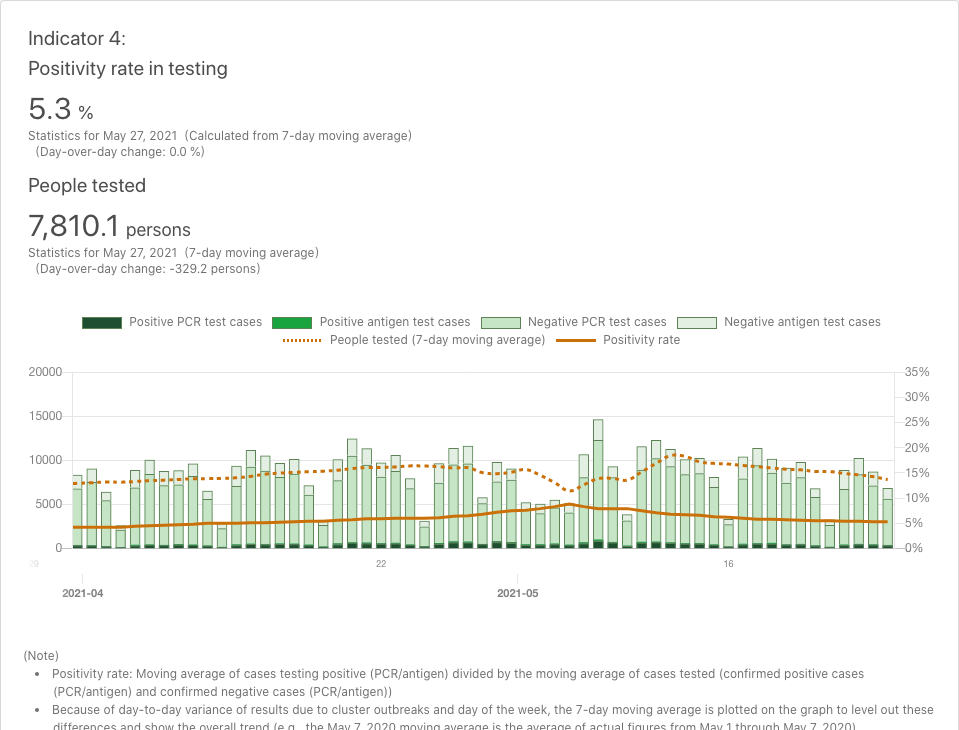 Indicator 4:
Positivity rate in testing
5.3 %
Statistics for May 27, 2021 (Calculated from 7-day moving average)
(Day-over-day change: 0.0 %)
People tested
7,810.1 persons
Statistics for May 27, 2021 (7-day moving average)
(Day-over-day change: -329.2 persons)
Positive PCR test cases Positive antigen test cases Negative PCR test cases Negative antigen test cases
People tested (7-day moving average) Positivity rate
20000 35%
30%
15000 25%
20%
10000 15%
10%
5000 5%
0 0%
22 16
2021-04 2021-05
(Note)
• Positivity rate: Moving average of cases testing positive (PCR/antigen) divided by the moving average of cases tested (confirmed positive cases
(PCR/antigen) and confirmed negative cases (PCR/antigen))
• Because of day-to-day variance of results due to cluster outbreaks and day of the week, the 7-day moving average is plotted on the graph to level out these
differences and show the overall trend (e.g., the May 7, 2020 moving average is the average of actual figures from May 1 through May 7, 2020)